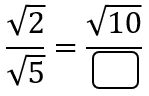 √2/√5 = √10/□